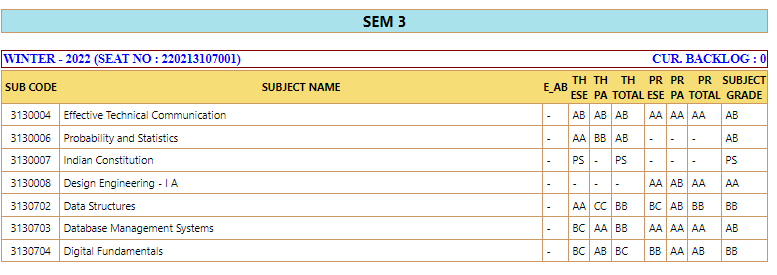 SEM 3
WINTER - 2022 (SEAT NO : 220213107001) CUR. BACKLOG : 0
SUB CODE SUBJECT NAME E_AB TH ESE TH PA TH TOTAL PR ESE PR PA PR TOTAL SUBJECT GRADE
3130004 Effective Technical Communication - AB AB AB AA AA AA AB
3130006 Probability and Statistics - AA BB AB - - - AB
3130007 Indian Constitution - PS - PS - - - PS
3130008 Design Engineering - I A - - - - AA AB AA AA
3130702 Data Structures - AA CC BB BC AB BB BB
3130703 Database Management Systems - BC AA BB AA AA AA AB
3130704 Digital Fundamentals - BC AB BC BB AA AB BB